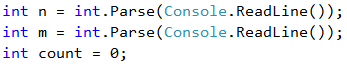 int n = int.Parse(Console.ReadLine());
int m = int.Parse(Console.ReadLine());
int count = 0;